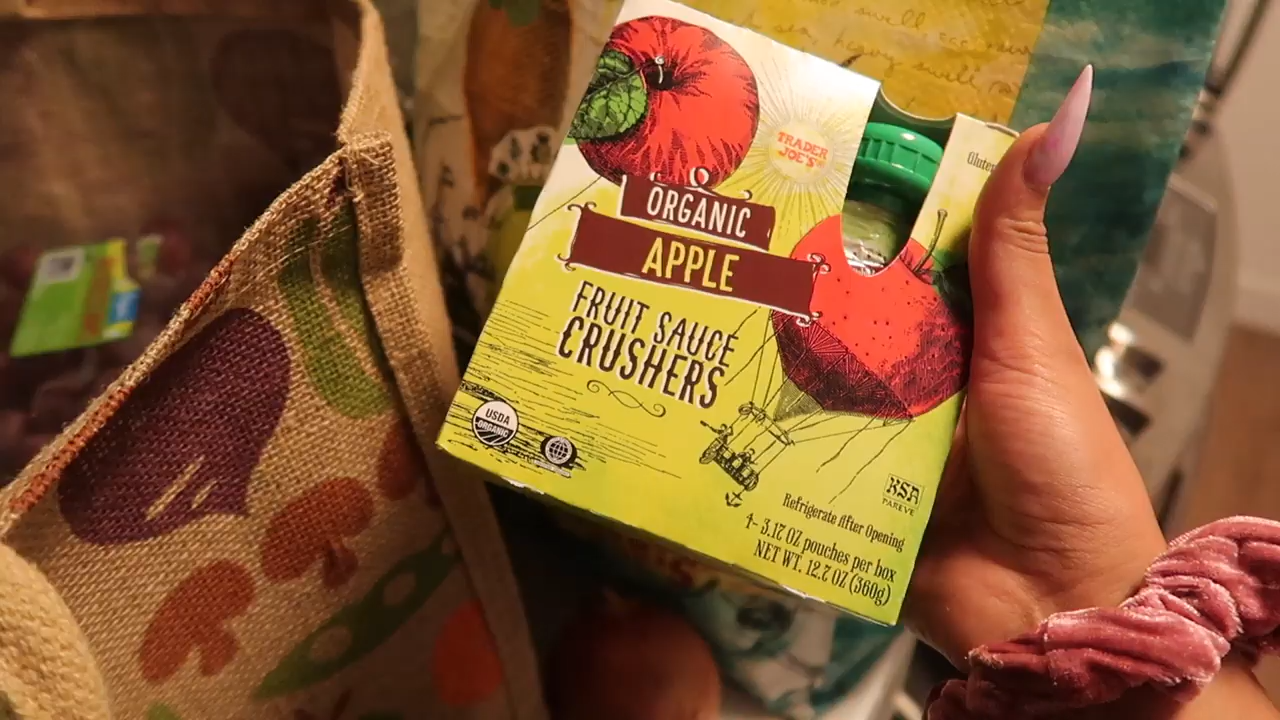 TRADER
JOE'S
ORGANIC
APPLE
FRUIT SAUCE
CRUSHERS
USDA
ORGANIC
KSA
PAREVE
Refrigerate After Opening
4- 3.17 OZ pouches per box
NET WT. 12.7 OZ (360g)